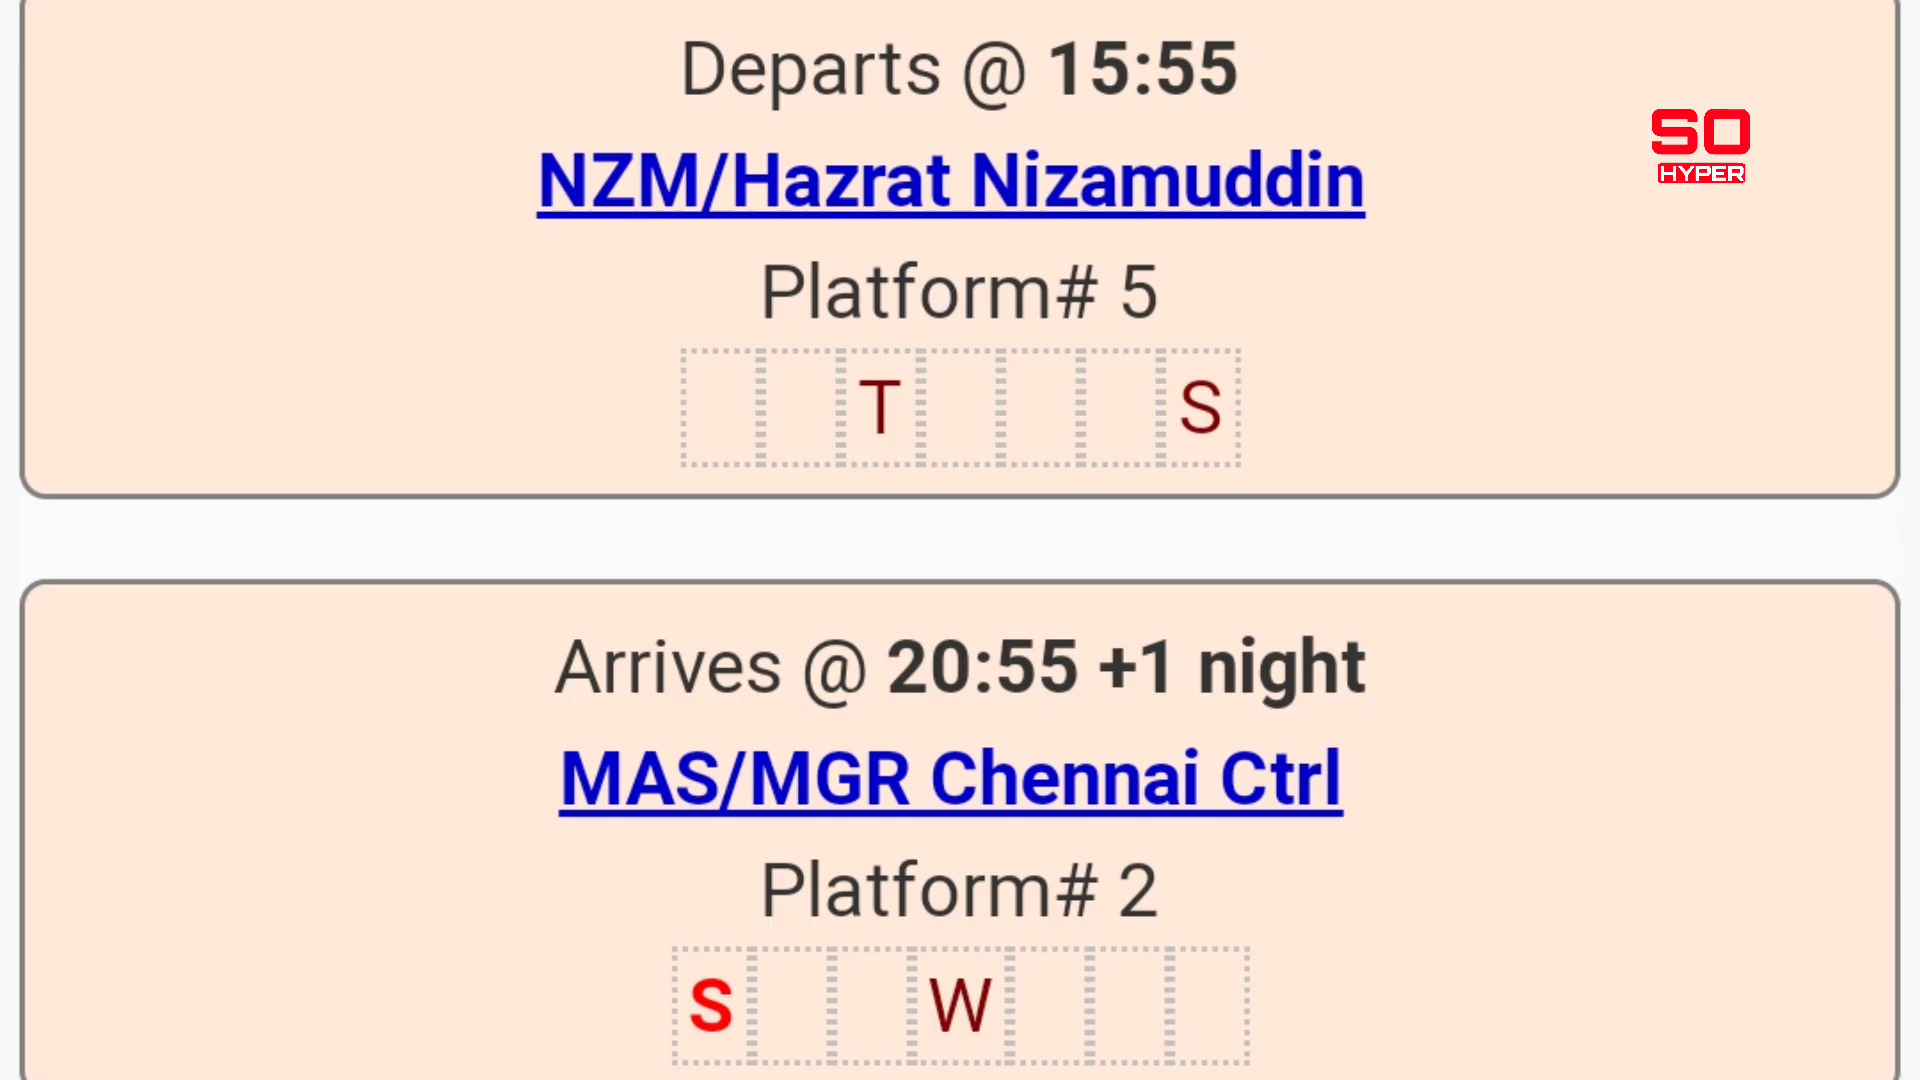 Departs @ 15:55
SO
HYPER
NZM/Hazrat Nizamuddin
Platform# 5
T S
Arrives @ 20:55 +1 night
MAS/MGR Chennai Ctrl
Platform# 2
S W